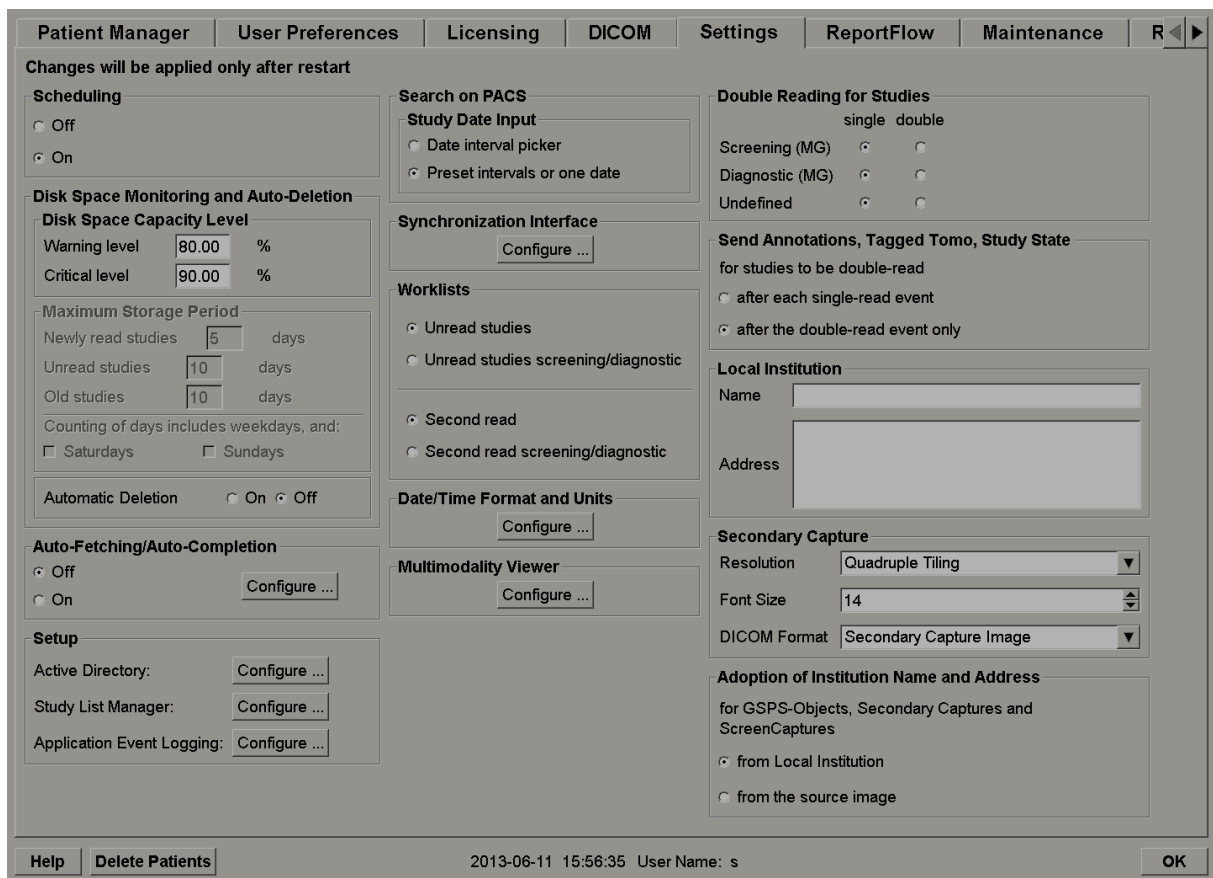 Patient Manager User Preferences Licensing DICOM Settings ReportFlow Maintenance R
Changes will be applied only after restart
Scheduling
Off
On
Disk Space Monitoring and Auto-Deletion
Disk Space Capacity Level
Warning level 80.00 %
Critical level 90.00 %
Maximum Storage Period
Newly read studies 5 days
Unread studies 10 days
Old studies 10 days
Counting of days includes weekdays, and:
Saturdays Sundays
Automatic Deletion On Off
Auto-Fetching/Auto-Completion
Off
Configure ...
On
Setup
Active Directory: Configure ...
Study List Manager: Configure ...
Application Event Logging: Configure ...
Search on PACS
Study Date Input
Date interval picker
Preset intervals or one date
Synchronization Interface
Configure ...
Worklists
Unread studies
Unread studies screening/diagnostic
Second read
Second read screening/diagnostic
Date/Time Format and Units
Configure ...
Multimodality Viewer
Configure ...
Double Reading for Studies
single double
Screening (MG)
Diagnostic (MG)
Undefined
Send Annotations, Tagged Tomo, Study State
for studies to be double-read
after each single-read event
after the double-read event only
Local Institution
Name
Address
Secondary Capture
Resolution Quadruple Tiling
Font Size 14
DICOM Format Secondary Capture Image
Adoption of Institution Name and Address
for GSPS-Objects, Secondary Captures and
ScreenCaptures
from Local Institution
from the source image
Help Delete Patients 2013-06-11 15:56:35 User Name: s OK